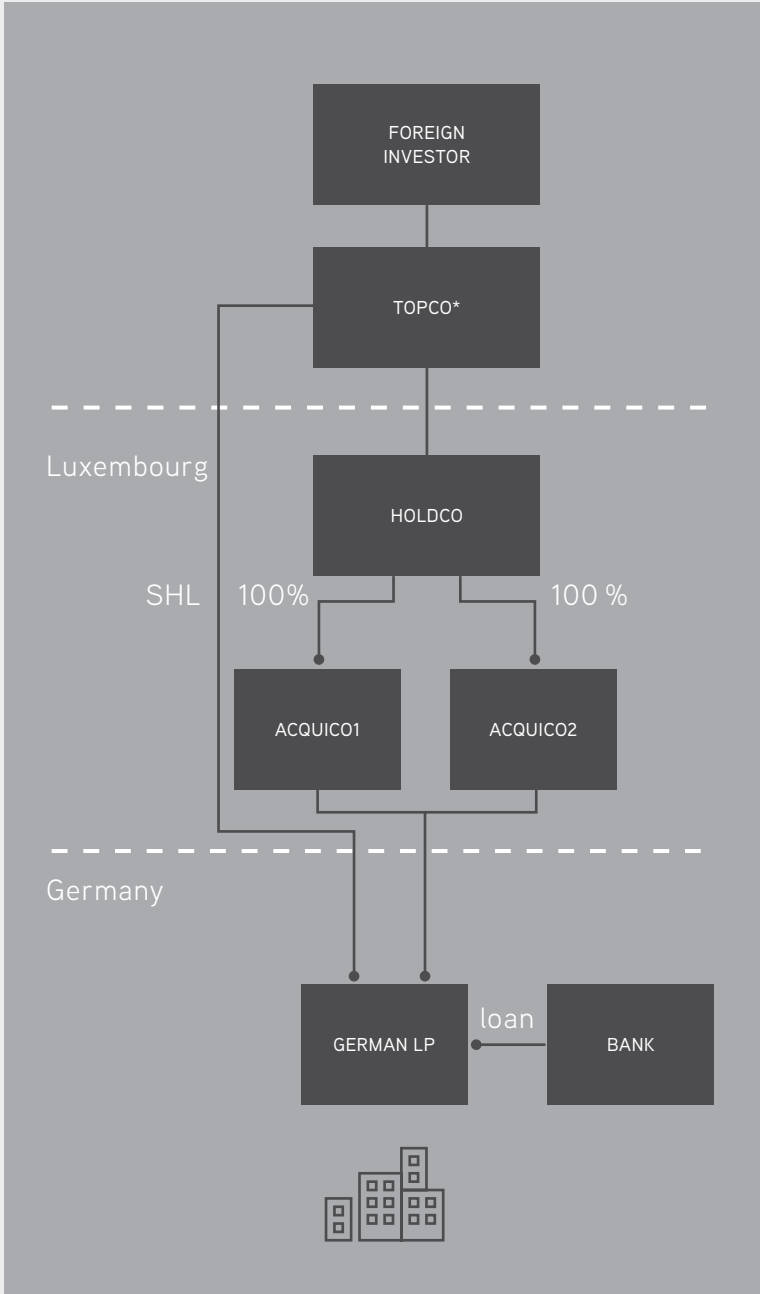 FOREIGN
INVESTOR
TOPCO*
Luxembourg
HOLDCO
SHL
100%
100 %
ACQUICO1
ACQUICO2
Germany
loan
GERMAN LP
BANK